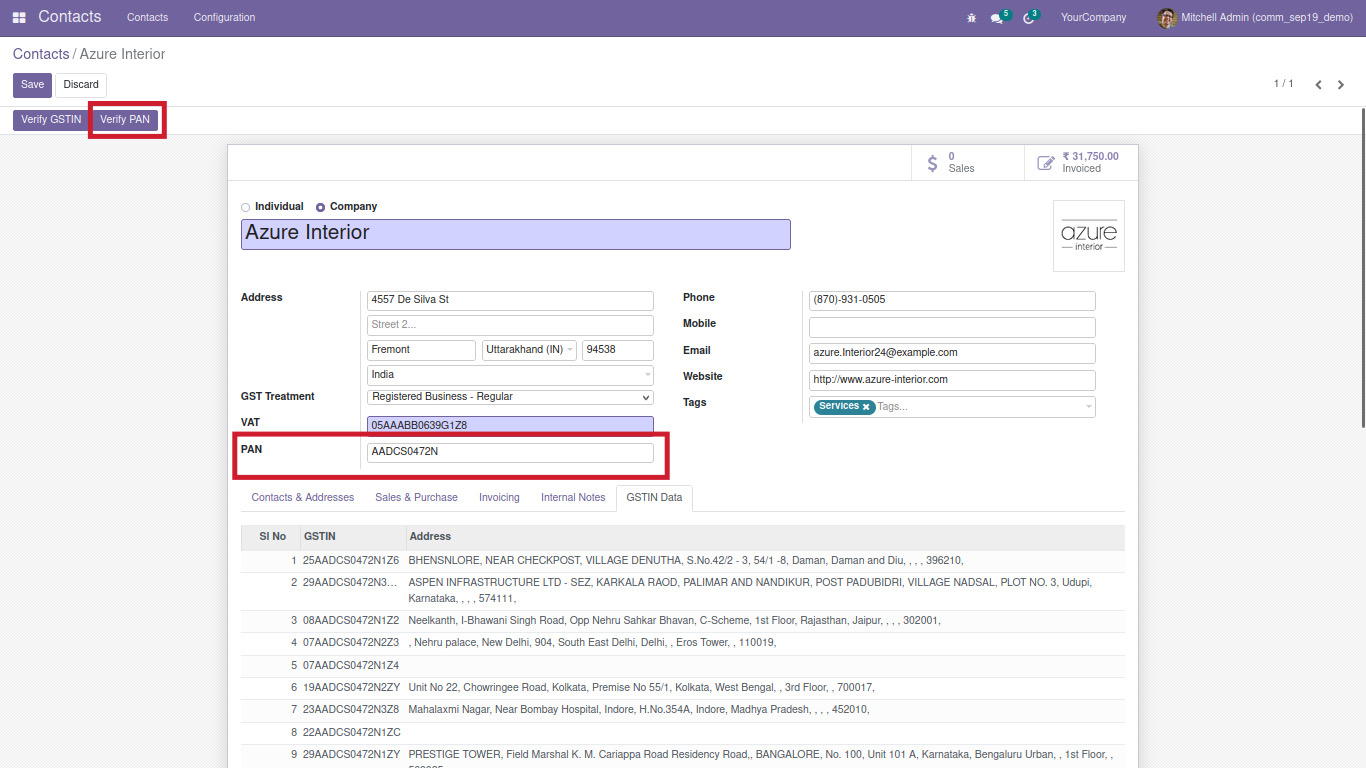 Contacts Contacts Configuration 5 3 YourCompany Mitchell Admin (comm_sep19_demo)
Contacts / Azure Interior
Save Discard 1 / 1
Verify GSTIN Verify PAN
0
Sales
₹ 31,750.00
Invoiced
Individual Company
Azure Interior
azure
interior
Address 4557 De Silva St
Street 2...
Fremont Uttarakhand (IN) 94538
India
GST Treatment Registered Business - Regular
VAT 05AAABB0639G1Z8
PAN AADCS0472N
Phone (870)-931-0505
Mobile
Email azure.Interior24@example.com
Website http://www.azure-interior.com
Tags Services Tags...
Contacts & Addresses Sales & Purchase Invoicing Internal Notes GSTIN Data
Sl No GSTIN Address
1 25AADCS0472N1Z6 BHENSNLORE, NEAR CHECKPOST, VILLAGE DENUTHA, S.No.42/2 - 3, 54/1 -8, Daman, Daman and Diu, , , , 396210,
2 29AADCS0472N3... ASPEN INFRASTRUCTURE LTD - SEZ, KARKALA RAOD, PALIMAR AND NANDIKUR, POST PADUBIDRI, VILLAGE NADSAL, PLOT NO. 3, Udupi,
Karnataka, , , , 574111,
3 08AADCS0472N1Z2 Neelkanth, I-Bhawani Singh Road, Opp Nehru Sahkar Bhavan, C-Scheme, 1st Floor, Rajasthan, Jaipur, , , , 302001,
4 07AADCS0472N2Z3 , Nehru palace, New Delhi, 904, South East Delhi, Delhi, , Eros Tower, , 110019,
5 07AADCS0472N1Z4
6 19AADCS0472N2ZY Unit No 22, Chowringee Road, Kolkata, Premise No 55/1, Kolkata, West Bengal, , 3rd Floor, , 700017,
7 23AADCS0472N3Z8 Mahalaxmi Nagar, Near Bombay Hospital, Indore, H.No.354A, Indore, Madhya Pradesh, , , , 452010,
8 22AADCS0472N1ZC
9 29AADCS0472N1ZY PRESTIGE TOWER, Field Marshal K. M. Cariappa Road Residency Road,, BANGALORE, No. 100, Unit 101 A, Karnataka, Bengaluru Urban, , 1st Floor, ,